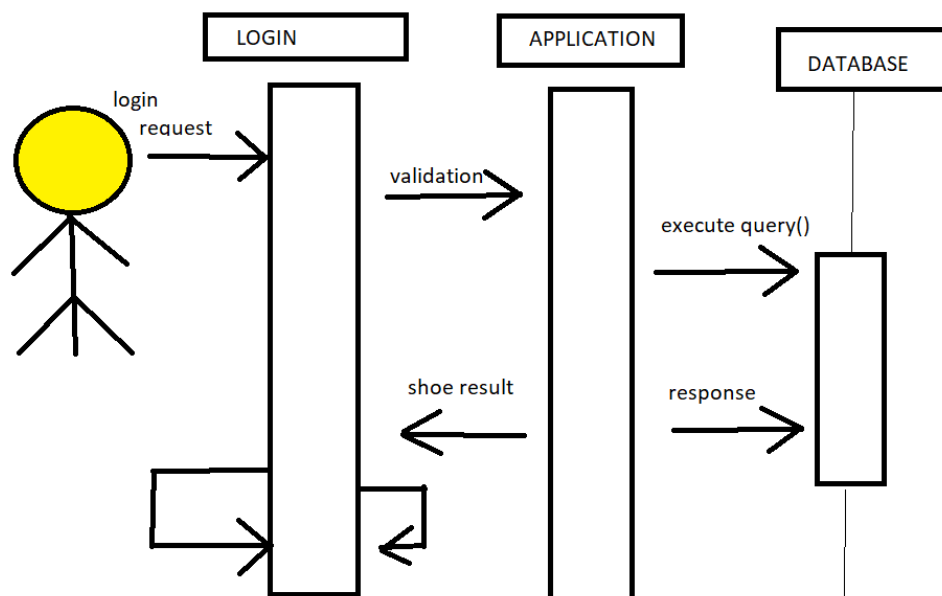 LOGIN
APPLICATION
DATABASE
login
request
validation
execute query()
shoe result
response